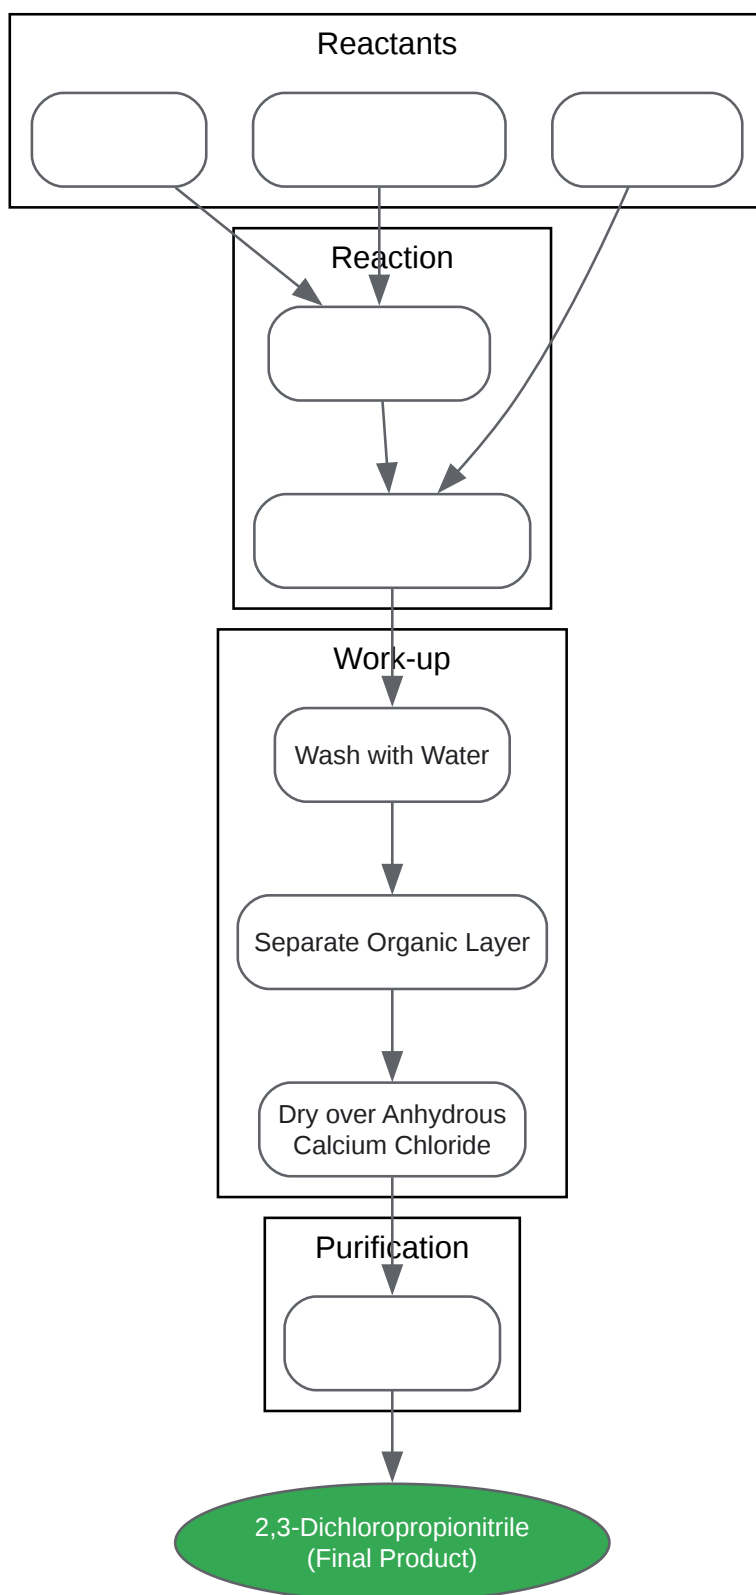 Reactants
Reaction
Work-up
Wash with Water
Separate Organic Layer
Dry over Anhydrous
Calcium Chloride
Purification
2,3-Dichloropropionitrile
(Final Product)